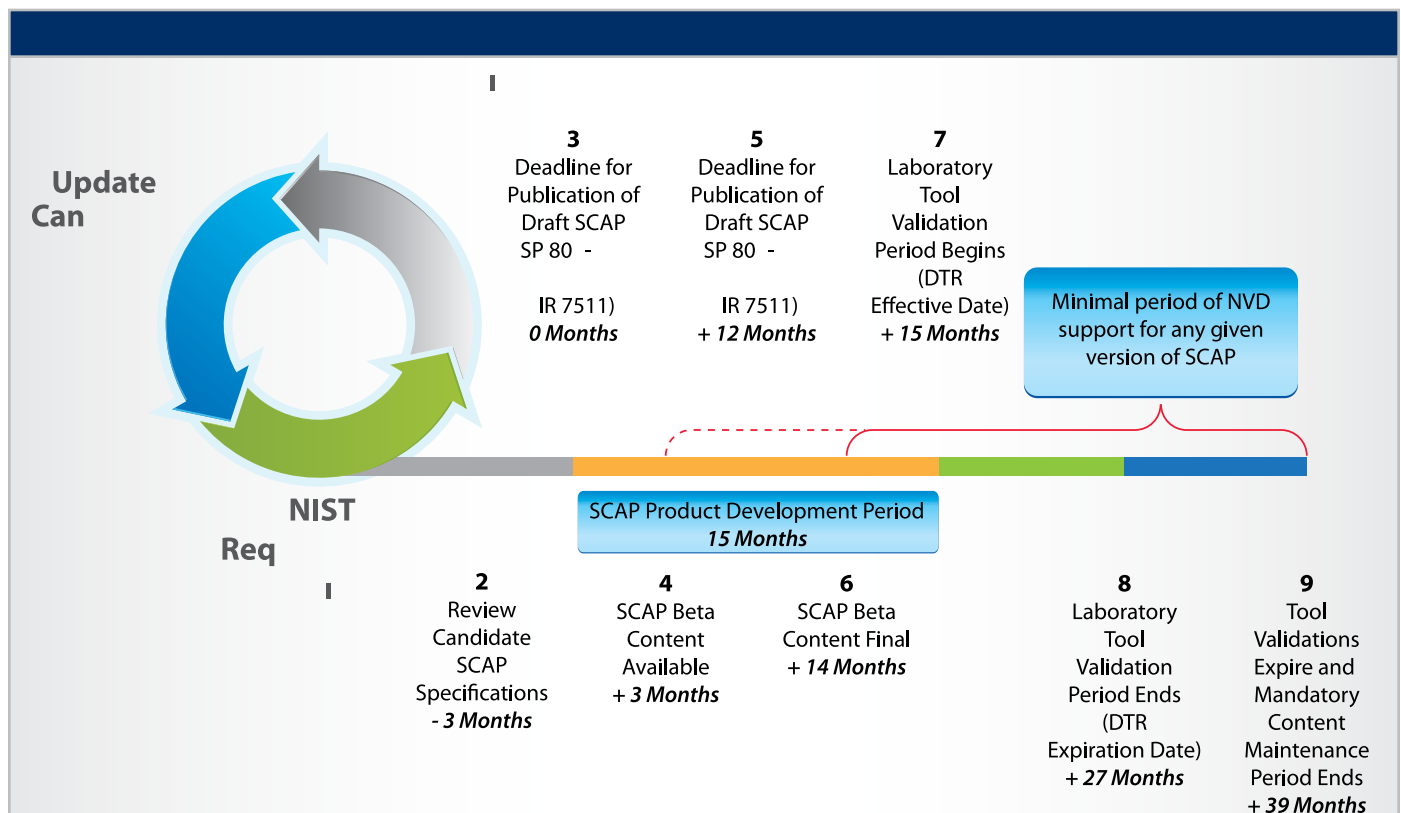 Update
Can
NIST
Req
3
Deadline for
Publication of
Draft SCAP
SP 80 -
IR 7511)
0 Months
5
Deadline for
Publication of
Draft SCAP
SP 80 -
IR 7511)
+ 12 Months
7
Laboratory
Tool
Validation
Period Begins
(DTR
Effective Date)
+ 15 Months
Minimal period of NVD
support for any given
version of SCAP
SCAP Product Development Period
15 Months
2
Review
Candidate
SCAP
Specifications
- 3 Months
4
SCAP Beta
Content
Available
+ 3 Months
6
SCAP Beta
Content Final
+ 14 Months
8
Laboratory
Tool
Validation
Period Ends
(DTR
Expiration Date)
+ 27 Months
9
Tool
Validations
Expire and
Mandatory
Content
Maintenance
Period Ends
+ 39 Months